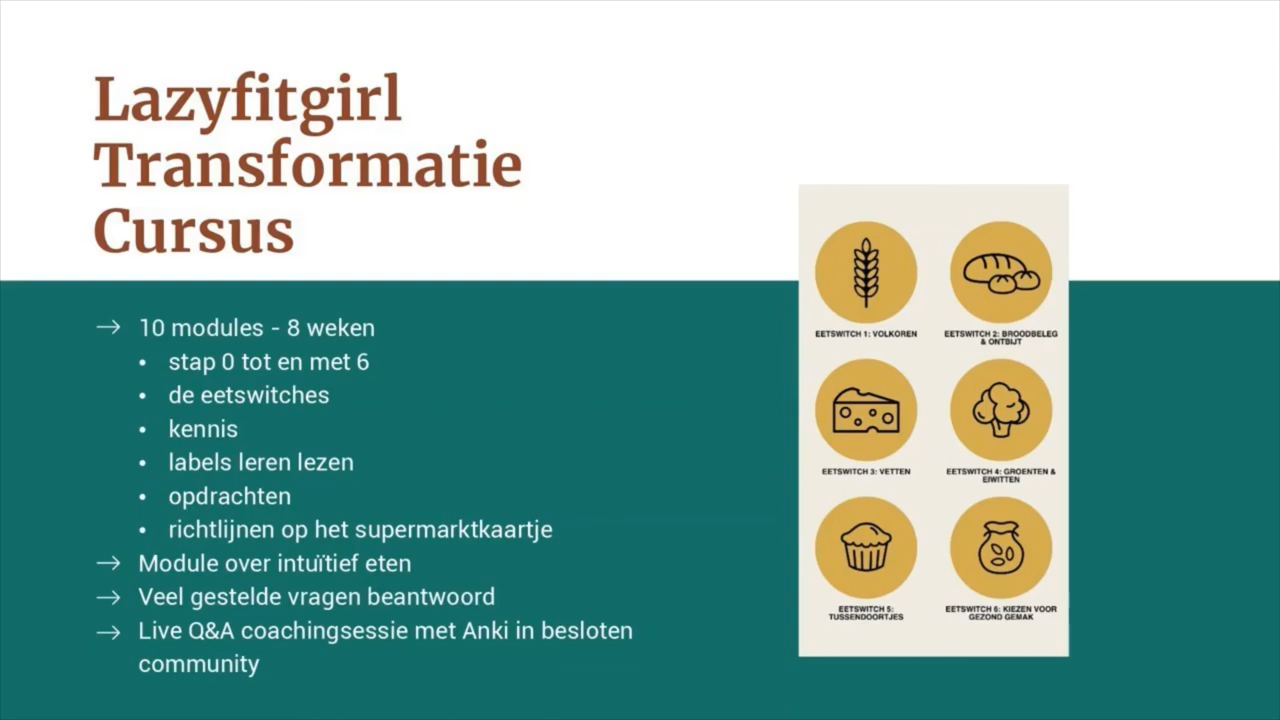 Lazyfitgirl
Transformatie
Cursus
→ 10 modules - 8 weken
• stap 0 tot en met 6
• de eetswitches
• kennis
• labels leren lezen
• opdrachten
• richtlijnen op het supermarktkaartje
→ Module over intuïtief eten
→ Veel gestelde vragen beantwoord
→ Live Q&A coachingsessie met Anki in besloten
community
EETSWITCH 1: VOLKOREN
EETSWITCH 2: BROODBELEG
& ONTBIJT
EETSWITCH 3: VETTEN
EETSWITCH 4: GROENTEN &
EIWITTEN
EETSWITCH 5:
TUSSENDOORTJES
EETSWITCH 6: KIEZEN VOOR
GEZOND GEMAK